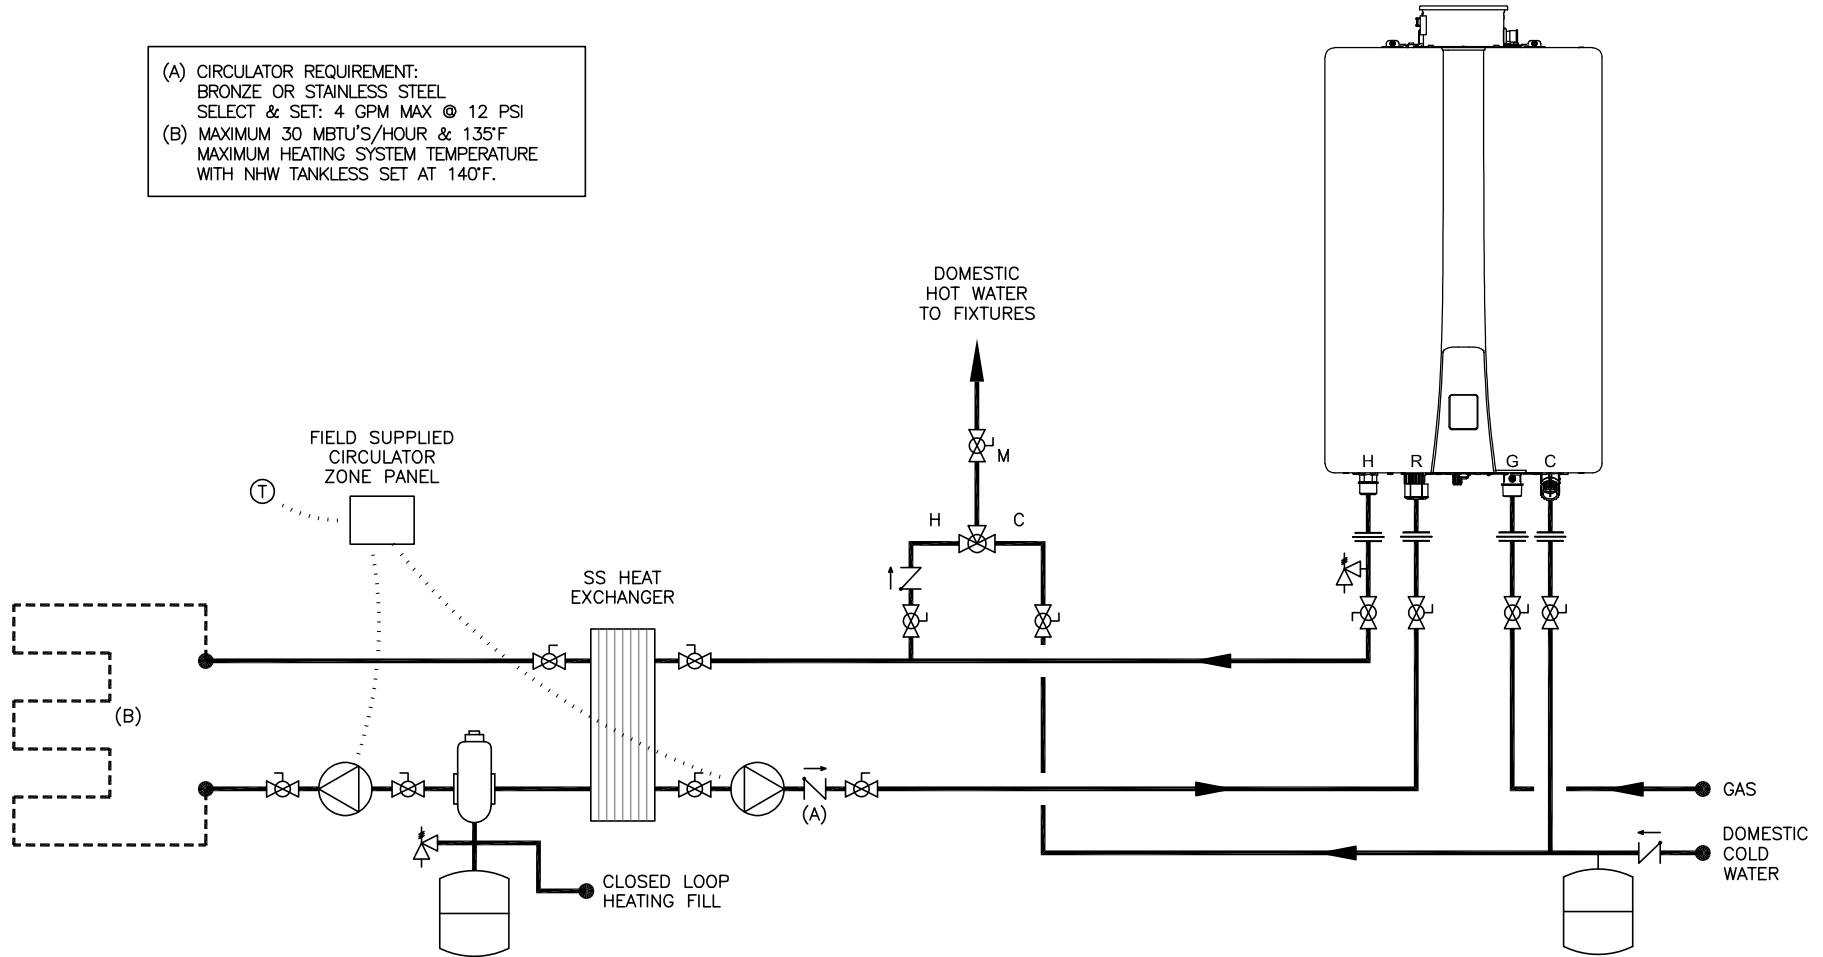 (A) CIRCULATOR REQUIREMENT:
BRONZE OR STAINLESS STEEL
SELECT & SET: 4 GPM MAX @ 12 PSI
(B) MAXIMUM 30 MBTU'S/HOUR & 135°F
MAXIMUM HEATING SYSTEM TEMPERATURE
WITH NHW TANKLESS SET AT 140°F.
DOMESTIC
HOT WATER
TO FIXTURES
M
H C
FIELD SUPPLIED
CIRCULATOR
ZONE PANEL
T
H R G C
SS HEAT
EXCHANGER
(B)
(A)
GAS
DOMESTIC
COLD
WATER
CLOSED LOOP
HEATING FILL